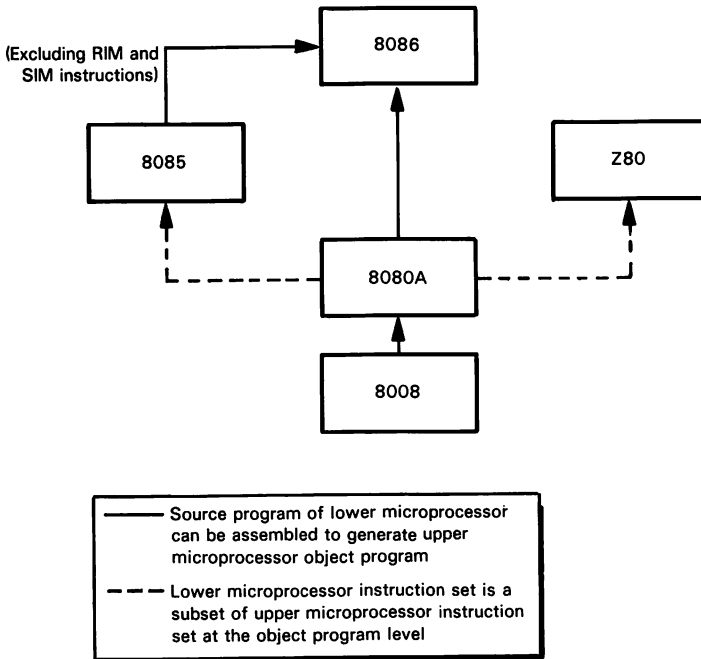 8086
(Excluding RIM and
SIM instructions)
8085
Z80
8080A
8008
Source program of lower microprocessor
can be assembled to generate upper
microprocessor object program
Lower microprocessor instruction set is a
subset of upper microprocessor instruction
set at the object program level